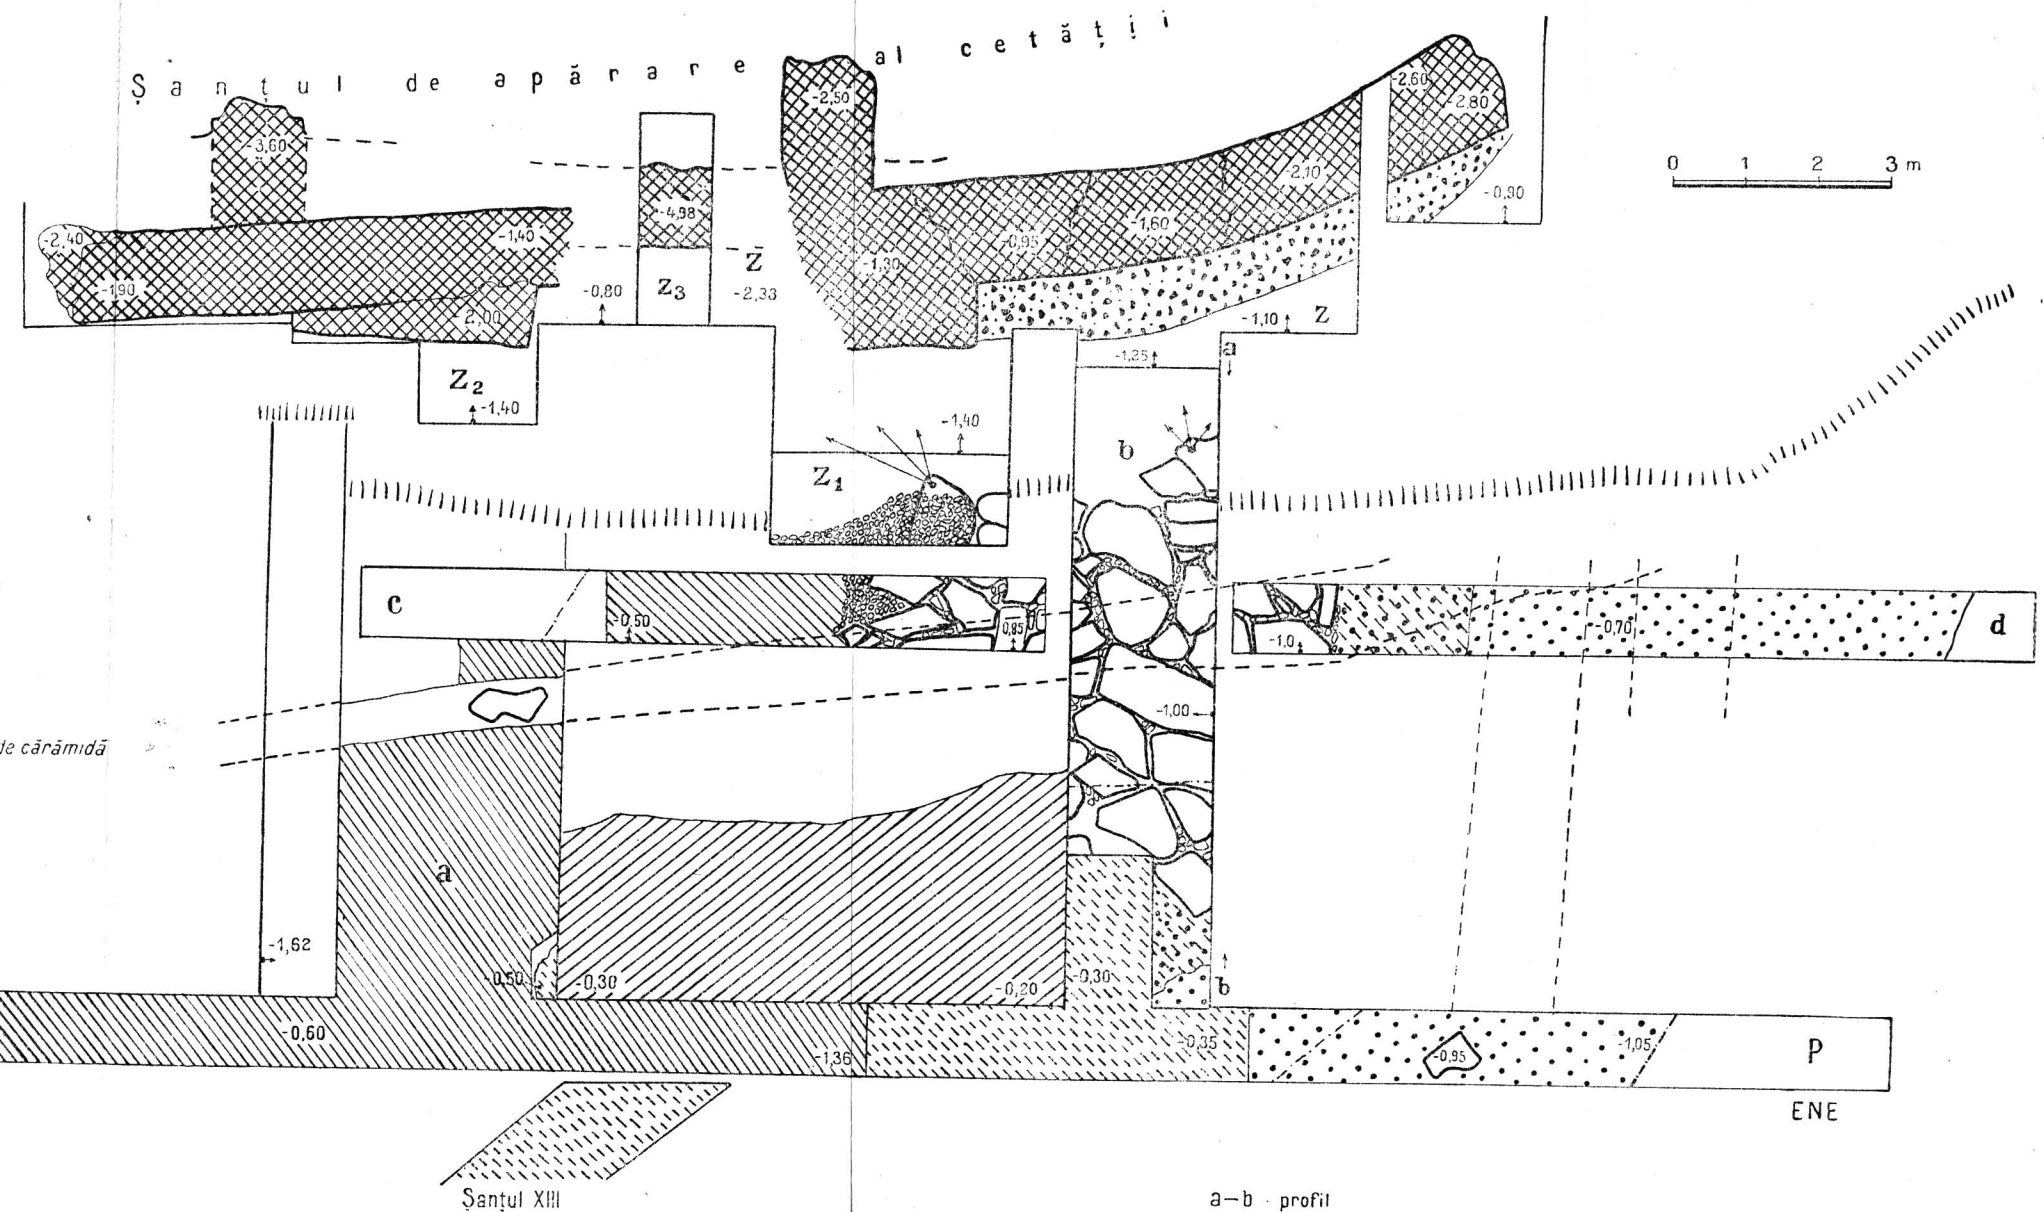 Șanțul de apărare al cetății
-2,50
-2,60
-2,80
-3,60
0 1 2 3 m
-2,10
-0,90
-4,98
-1,60
-2,40
-1,40
-0,95
Z
-1,30
-1,90
-0,80
Z3
-2,33
-2,00
-1,10
Z
-1,25
a
Z2
-1,40
-1,40
b
Z1
c
-0,50
0,85
-1,0
-0,70
d
-1,00
de cărămidă
a
-1,62
-0,50
-0,30
-0,20
-0,30
b
-0,60
-1,36
-0,35
-0,95
-1,05
P
ENE
Șanțul XIII
a–b · profil